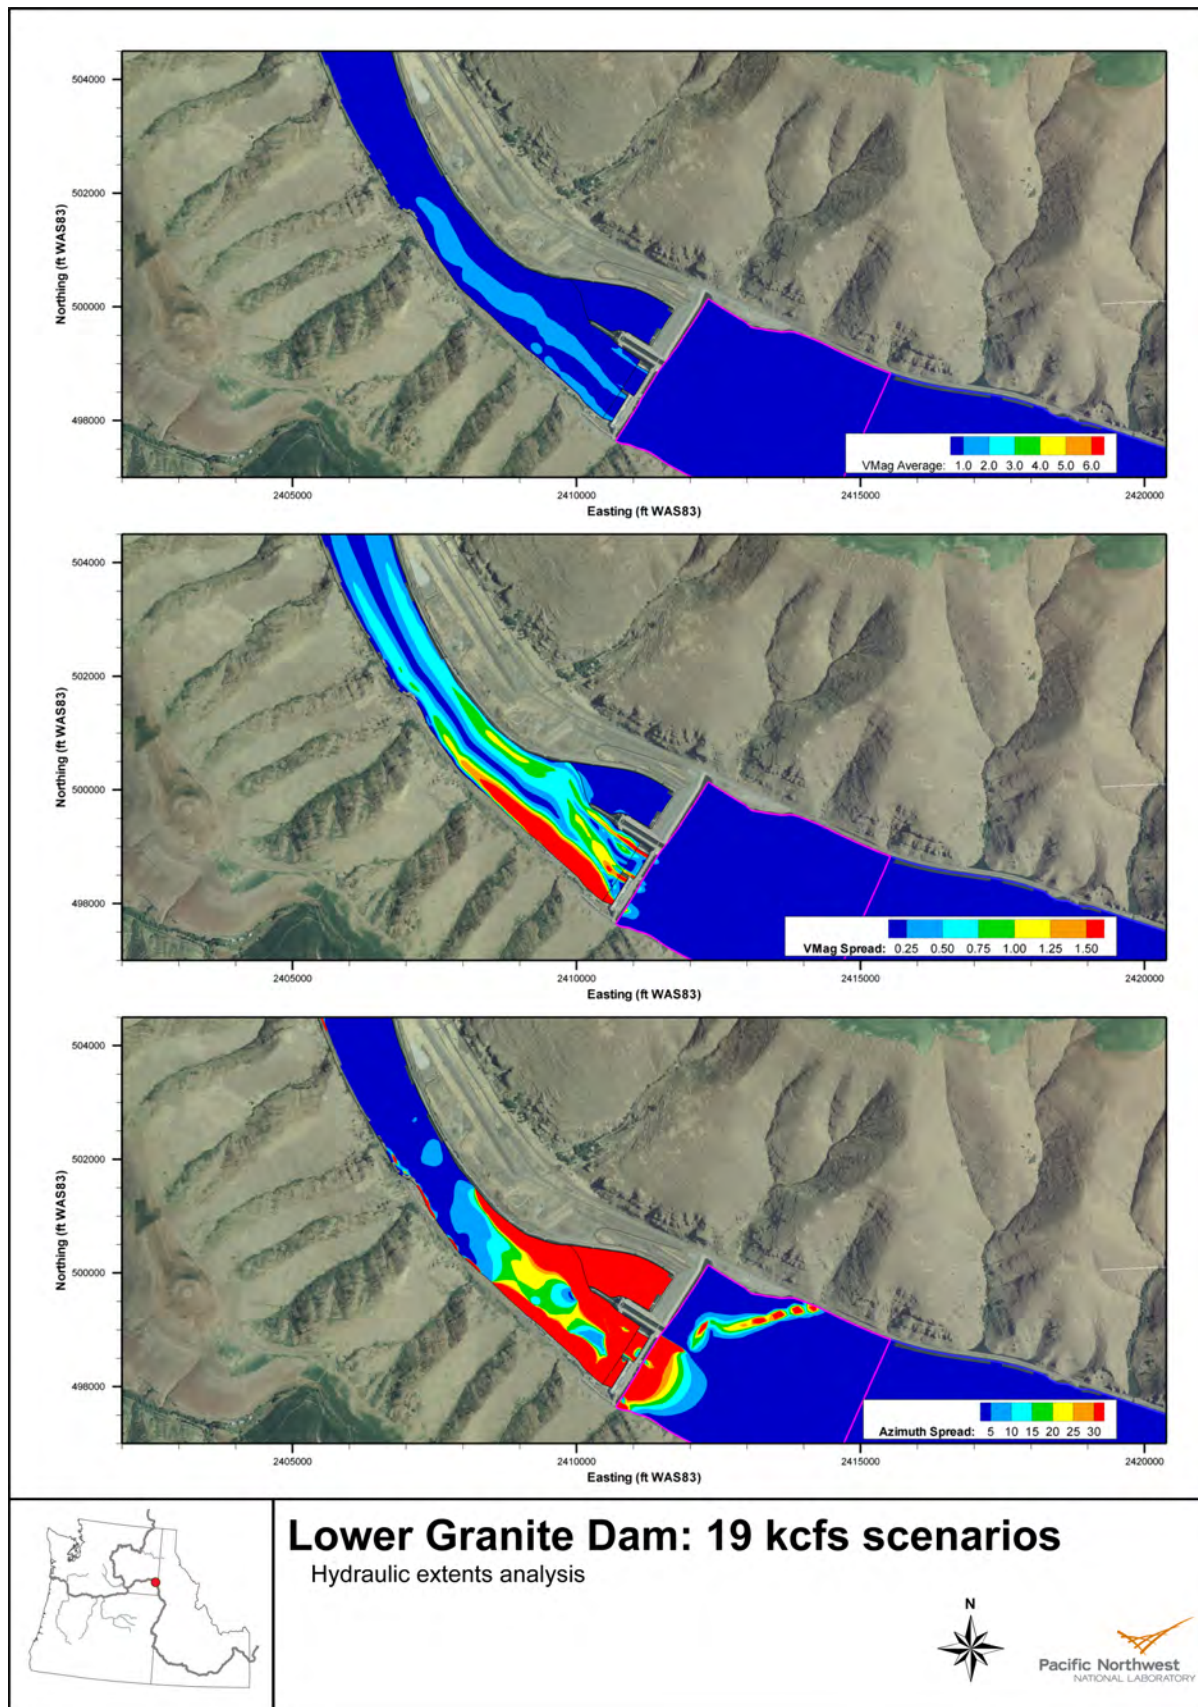 504000
502000
500000
498000
Northing (ft WAS83)
VMag Average: 1.0 2.0 3.0 4.0 5.0 6.0
2405000 2410000 2415000 2420000
Easting (ft WAS83)
504000
502000
500000
498000
Northing (ft WAS83)
VMag Spread: 0.25 0.50 0.75 1.00 1.25 1.50
2405000 2410000 2415000 2420000
Easting (ft WAS83)
504000
502000
500000
498000
Northing (ft WAS83)
Azimuth Spread: 5 10 15 20 25 30
2405000 2410000 2415000 2420000
Easting (ft WAS83)
Lower Granite Dam: 19 kcfs scenarios
Hydraulic extents analysis
N
Pacific Northwest
NATIONAL LABORATORY